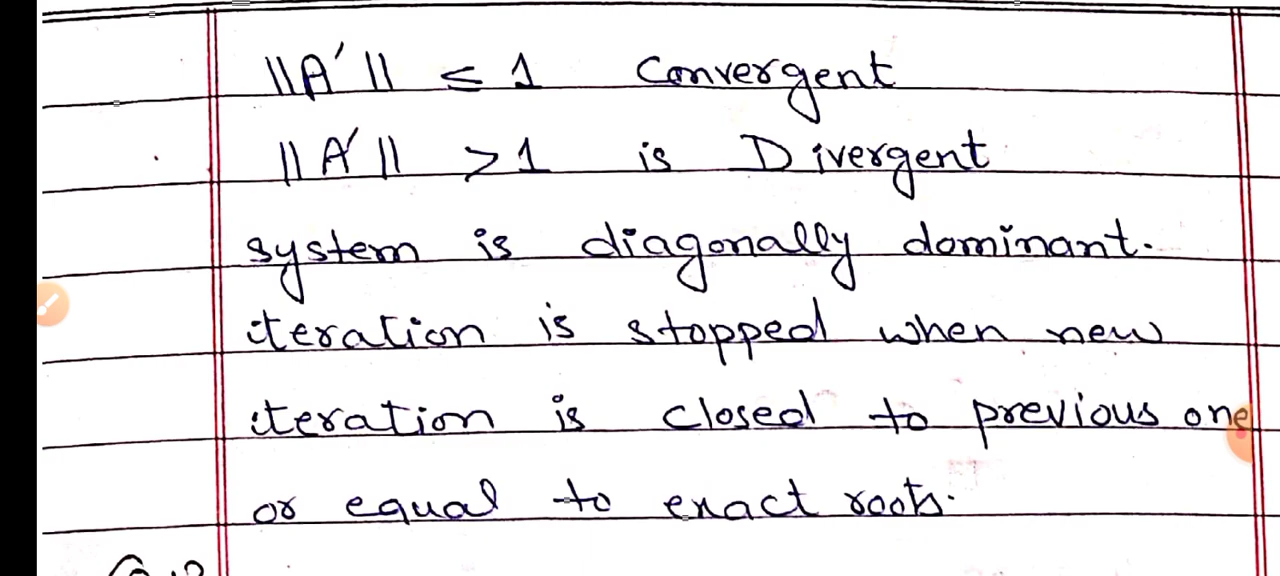 ||A'|| ≤ 1 Convergent
||A'|| > 1 is Divergent
system is diagonally dominant.
iteration is stopped when new
iteration is closed to previous one
or equal to exact roots.